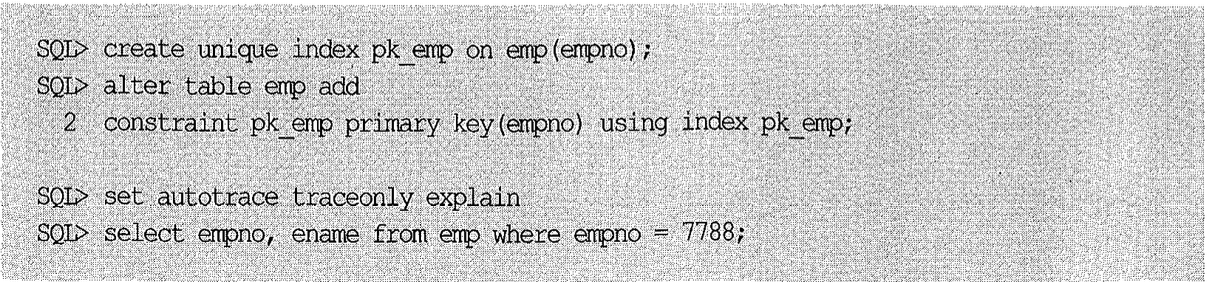 SQL> create unique index pk_emp on emp(empno);
SQL> alter table emp add
2 constraint pk_emp primary key(empno) using index pk_emp;
SQL> set autotrace traceonly explain
SQL> select empno, ename from emp where empno = 7788;